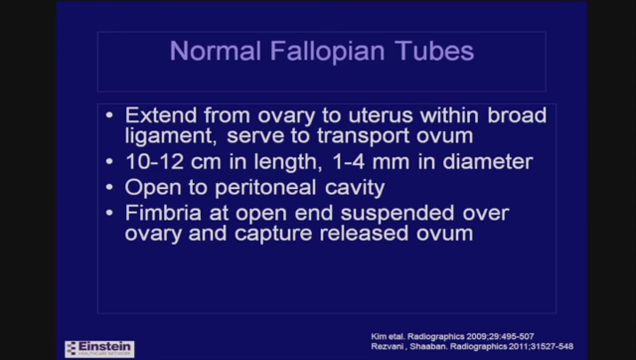 Normal Fallopian Tubes
• Extend from ovary to uterus within broad
ligament, serve to transport ovum
• 10-12 cm in length, 1-4 mm in diameter
• Open to peritoneal cavity
• Fimbria at open end suspended over
ovary and capture released ovum
Kim etal. Radiographics 2009;29:495-507
Rezvani , Shaaban. Radiographics 2011;31527-548
Einstein
HEALTHCARE NETWORK